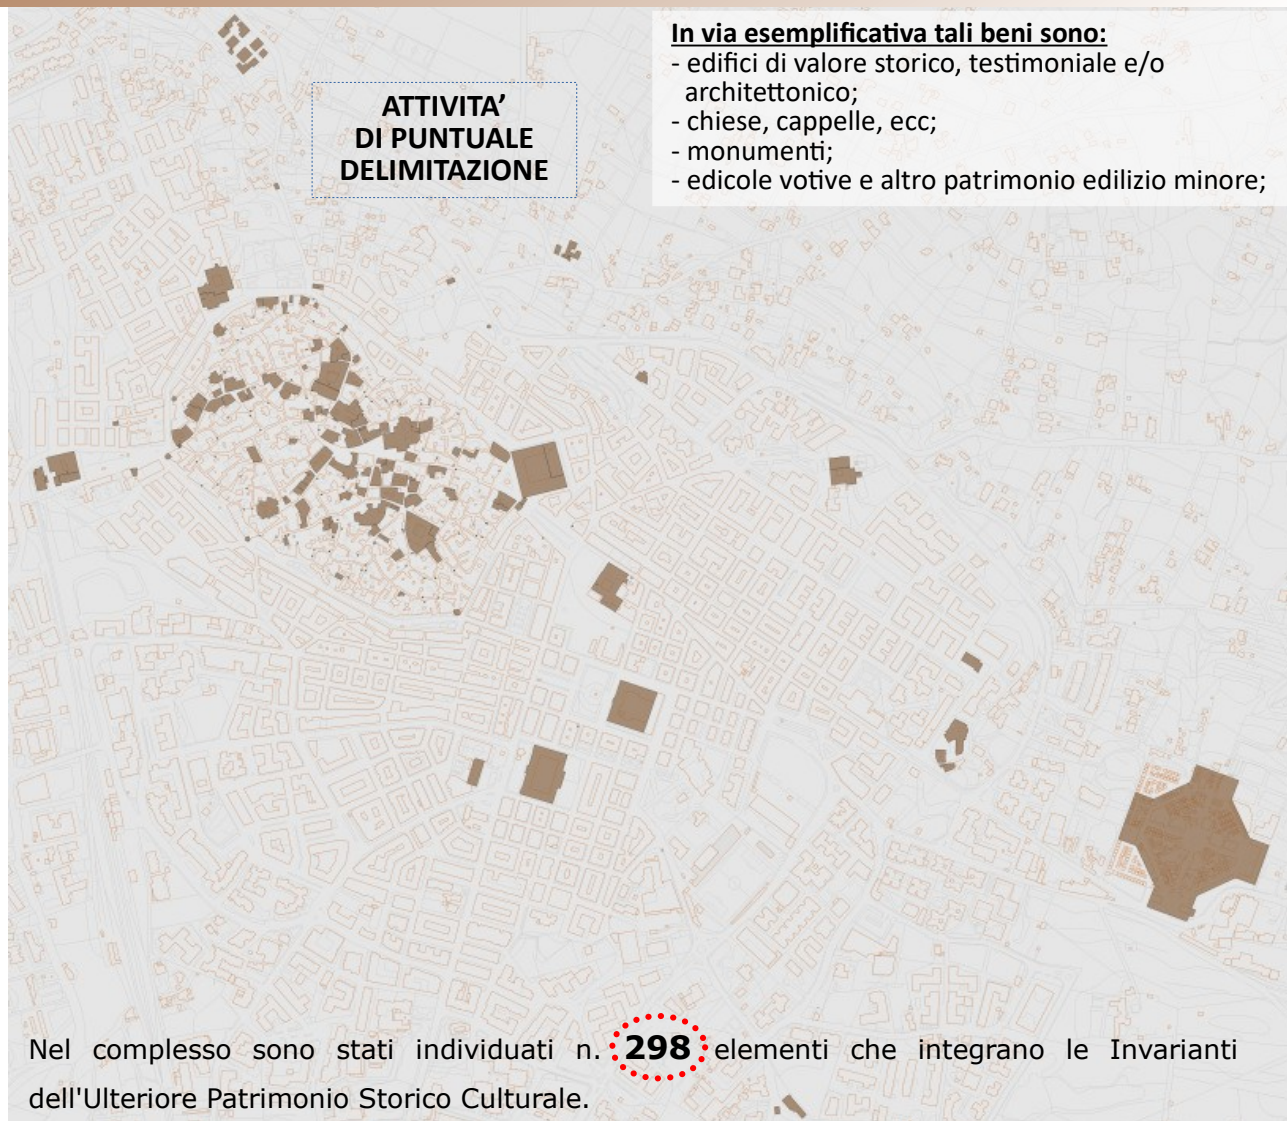 ATTIVITA’
DI PUNTUALE
DELIMITAZIONE
In via esemplificativa tali beni sono:
- edifici di valore storico, testimoniale e/o
architettonico;
- chiese, cappelle, ecc;
- monumenti;
- edicole votive e altro patrimonio edilizio minore;
Nel complesso sono stati individuati n. 298 elementi che integrano le Invarianti
dell'Ulteriore Patrimonio Storico Culturale.